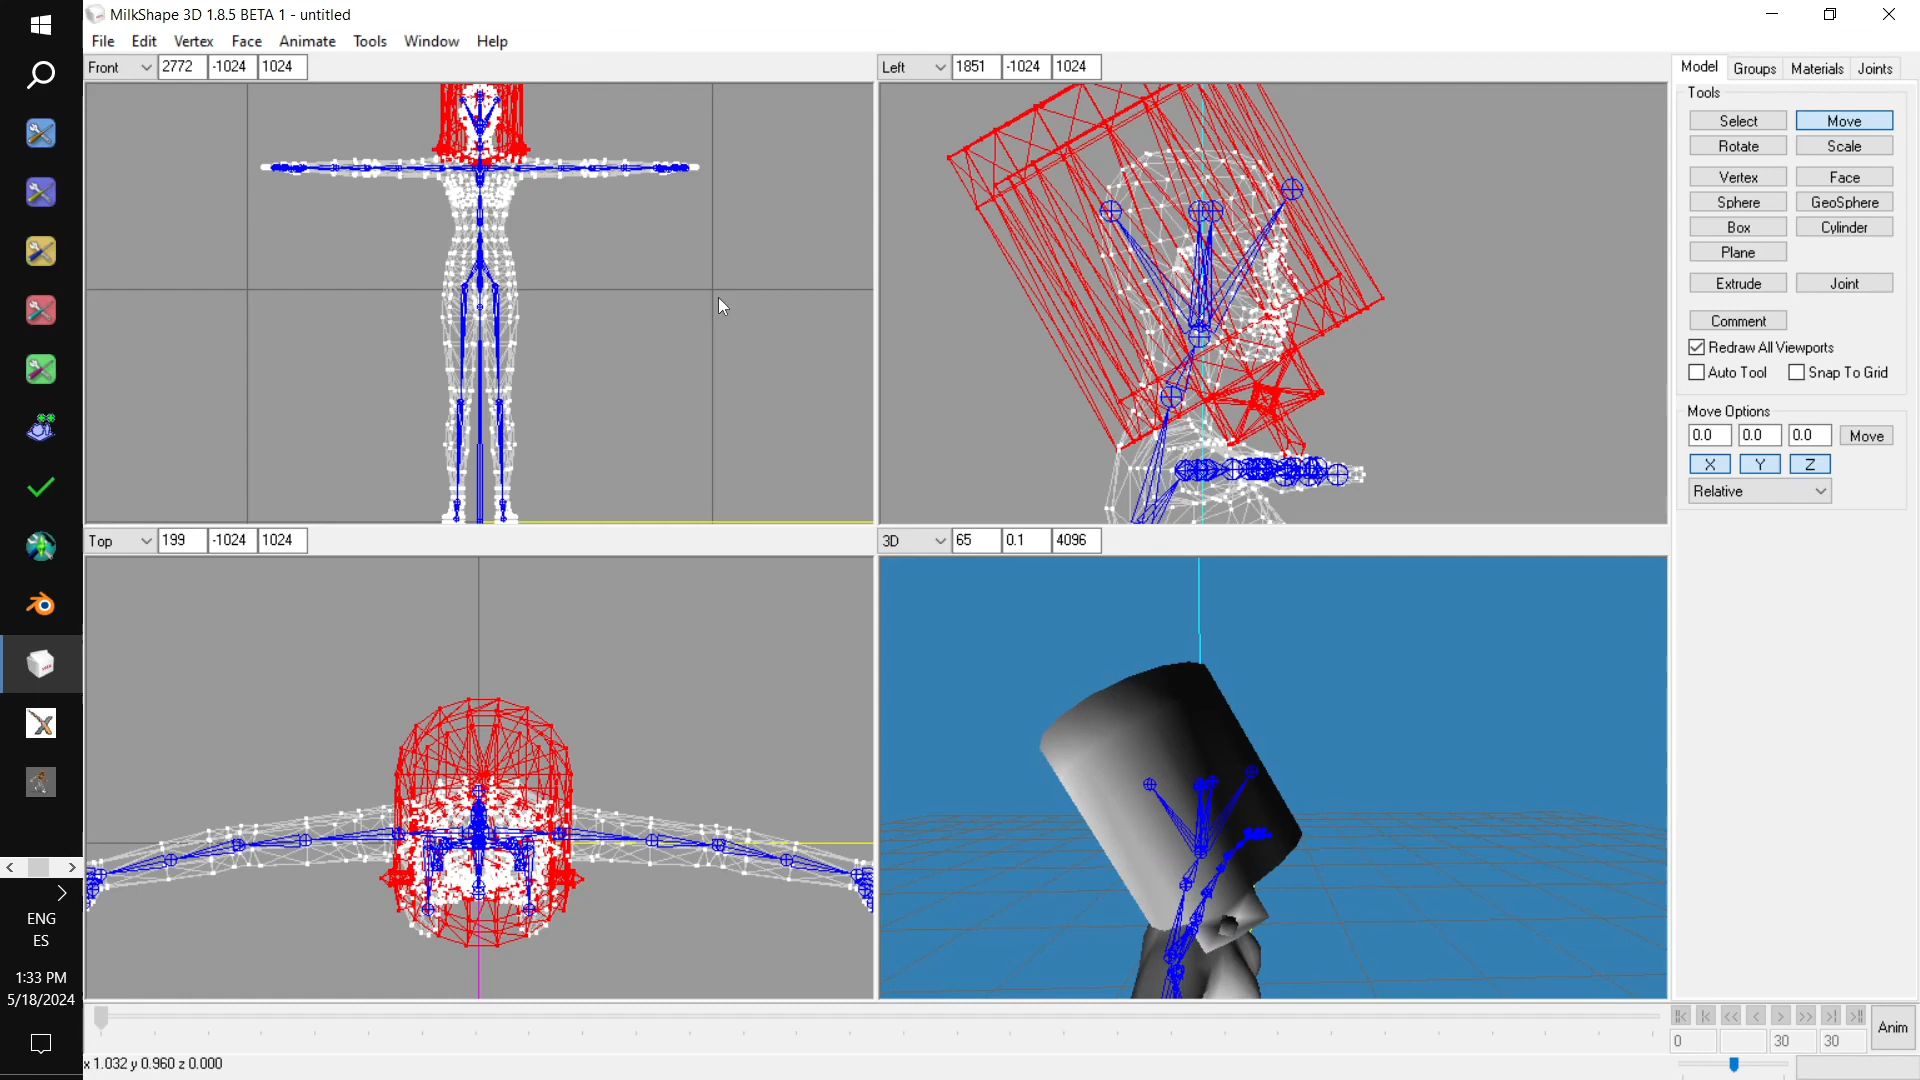 MilkShape 3D 1.8.5 BETA 1 - untitled
File Edit Vertex Face Animate Tools Window Help
Front 2772 -1024 1024
Left 1851 -1024 1024
Model Groups Materials Joints
Tools
Select Move
Rotate Scale
Vertex Face
Sphere GeoSphere
Box Cylinder
Plane
Extrude Joint
Comment
Redraw All Viewports
Auto Tool Snap To Grid
Move Options
0.0 0.0 0.0 Move
X Y Z
Relative
Top 199 -1024 1024
3D 65 0.1 4096
ENG
ES
1:33 PM
5/18/2024
0 30 30
Anim
x 1.032 y 0.960 z 0.000